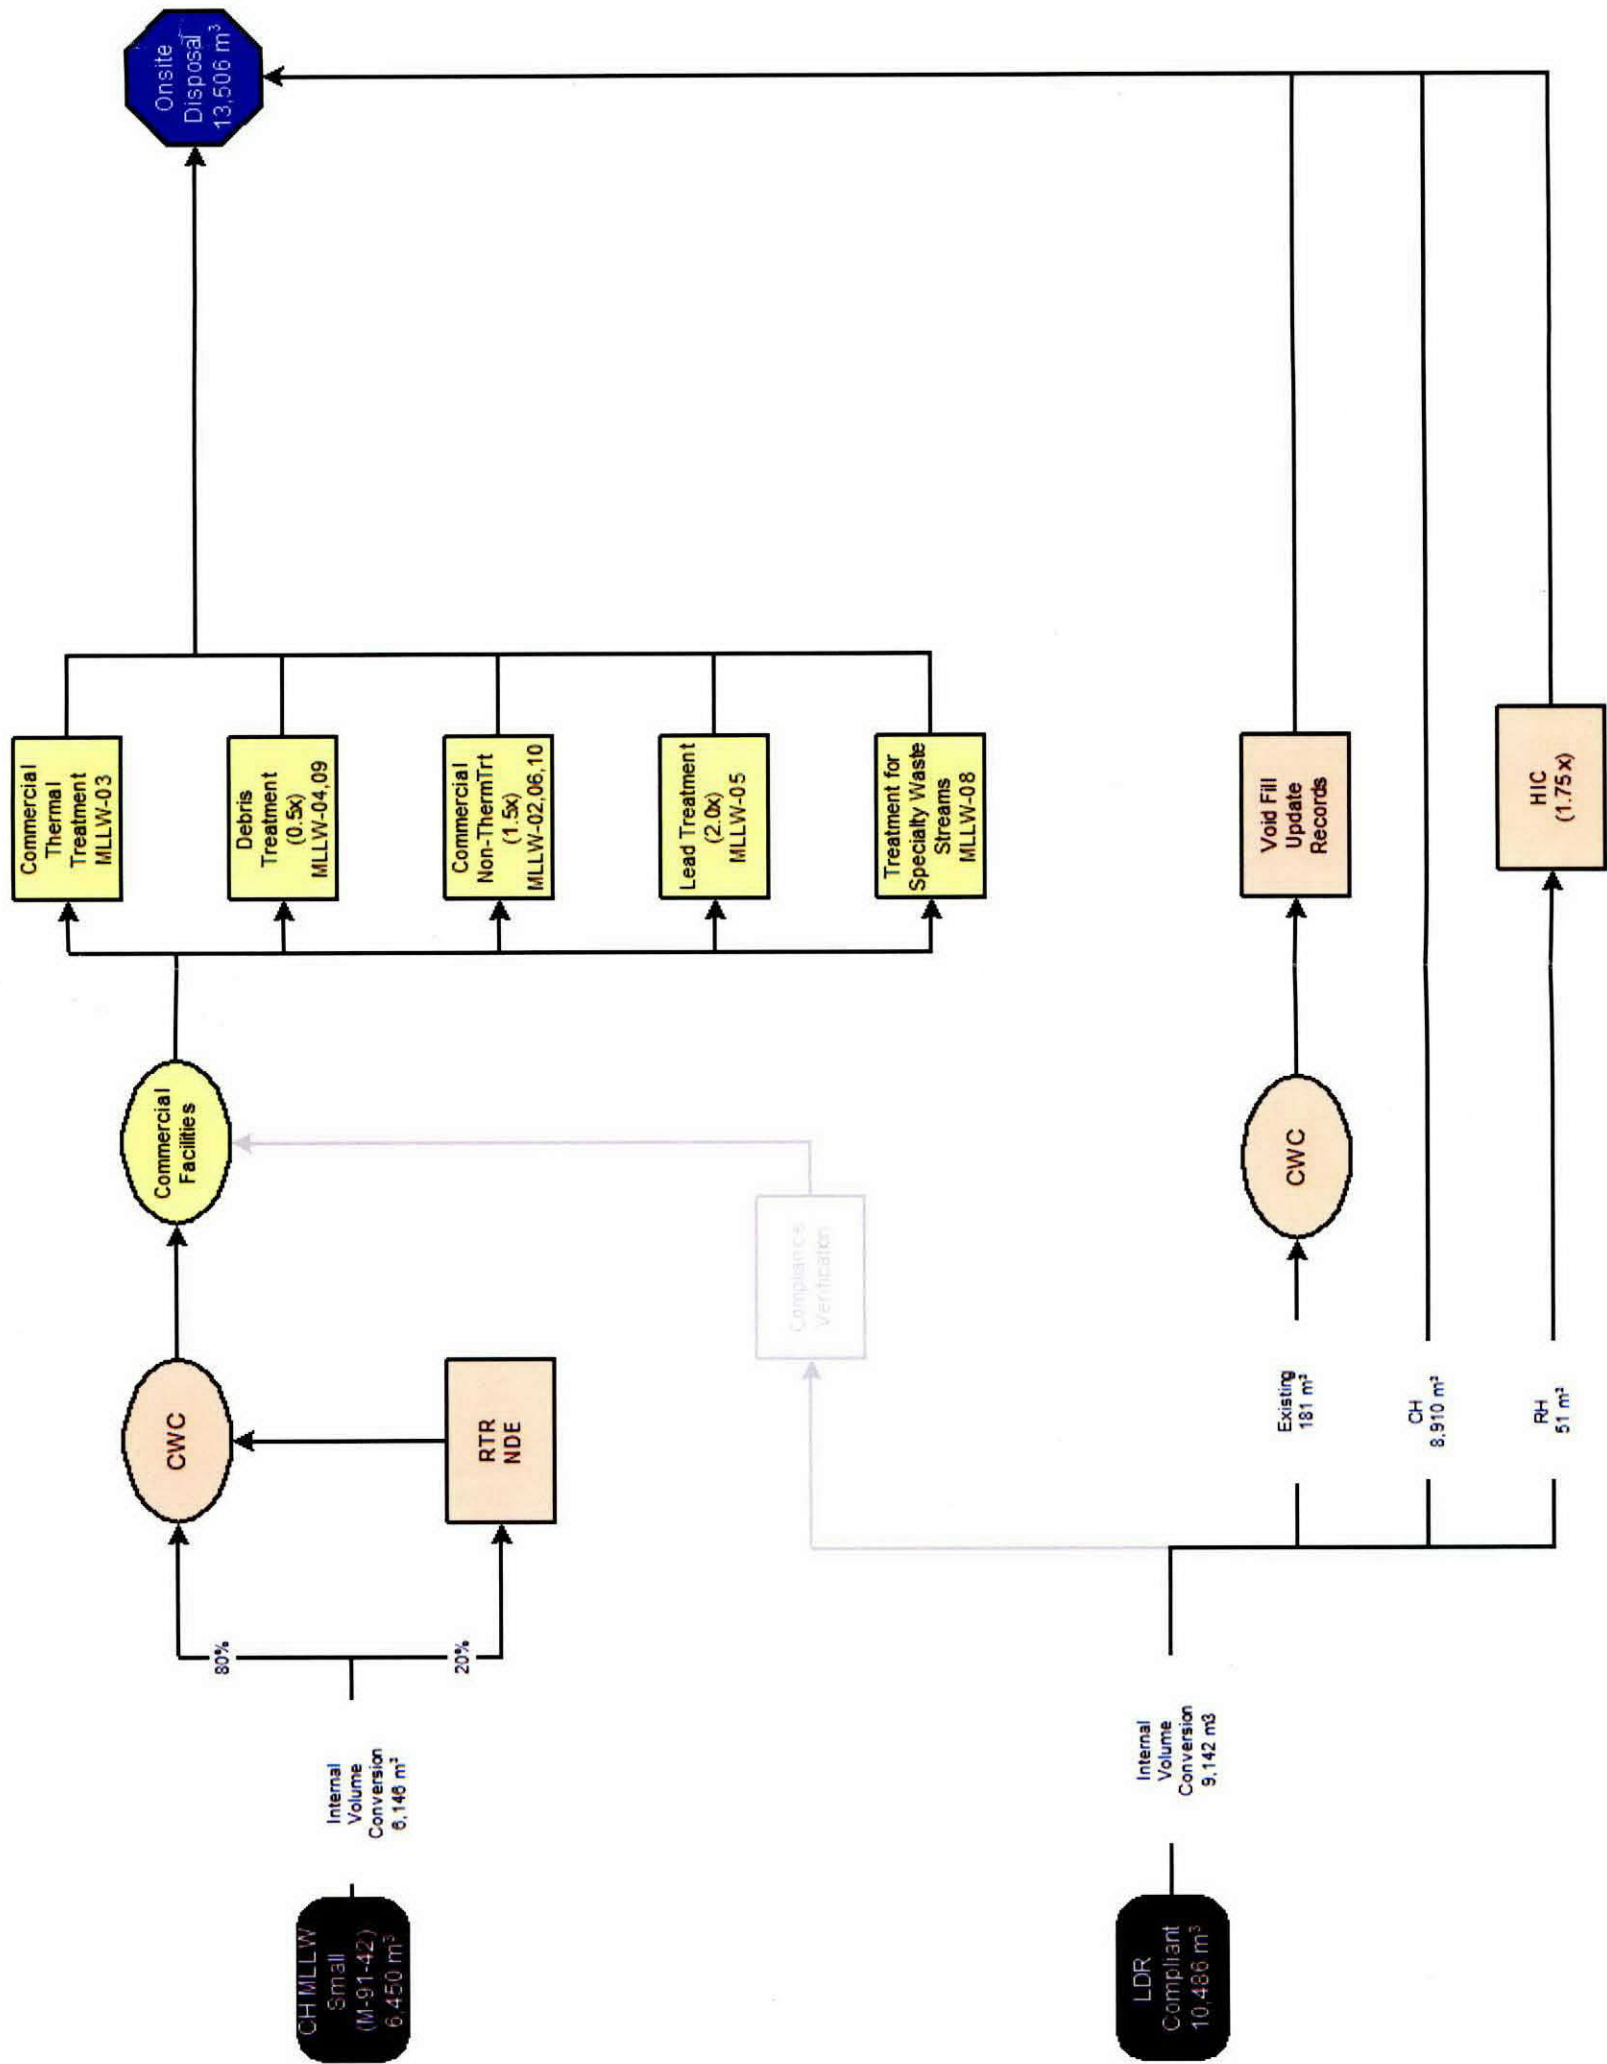 Onsite
Disposal
13,506 m³
Commercial
Thermal
Treatment
MLLW-03
Debris
Treatment
(0.5x)
MLLW-04,09
Commercial
Non-ThermTrt
(1.5x)
MLLW-02,06,10
Lead Treatment
(2.0x)
MLLW-05
Treatment for
Specialty Waste
Streams
MLLW-08
Void Fill
Update
Records
HIC
(1.75x)
Commercial
Facilities
Compliance
Verification
CWC
CWC
RTR
NDE
Existing
181 m³
CH
8,910 m³
RH
51 m³
80%
20%
Internal
Volume
Conversion
6,146 m³
Internal
Volume
Conversion
9,142 m3
CH MLLW
Small
(M-91-42)
6,450 m³
LDR
Compliant
10,486 m³